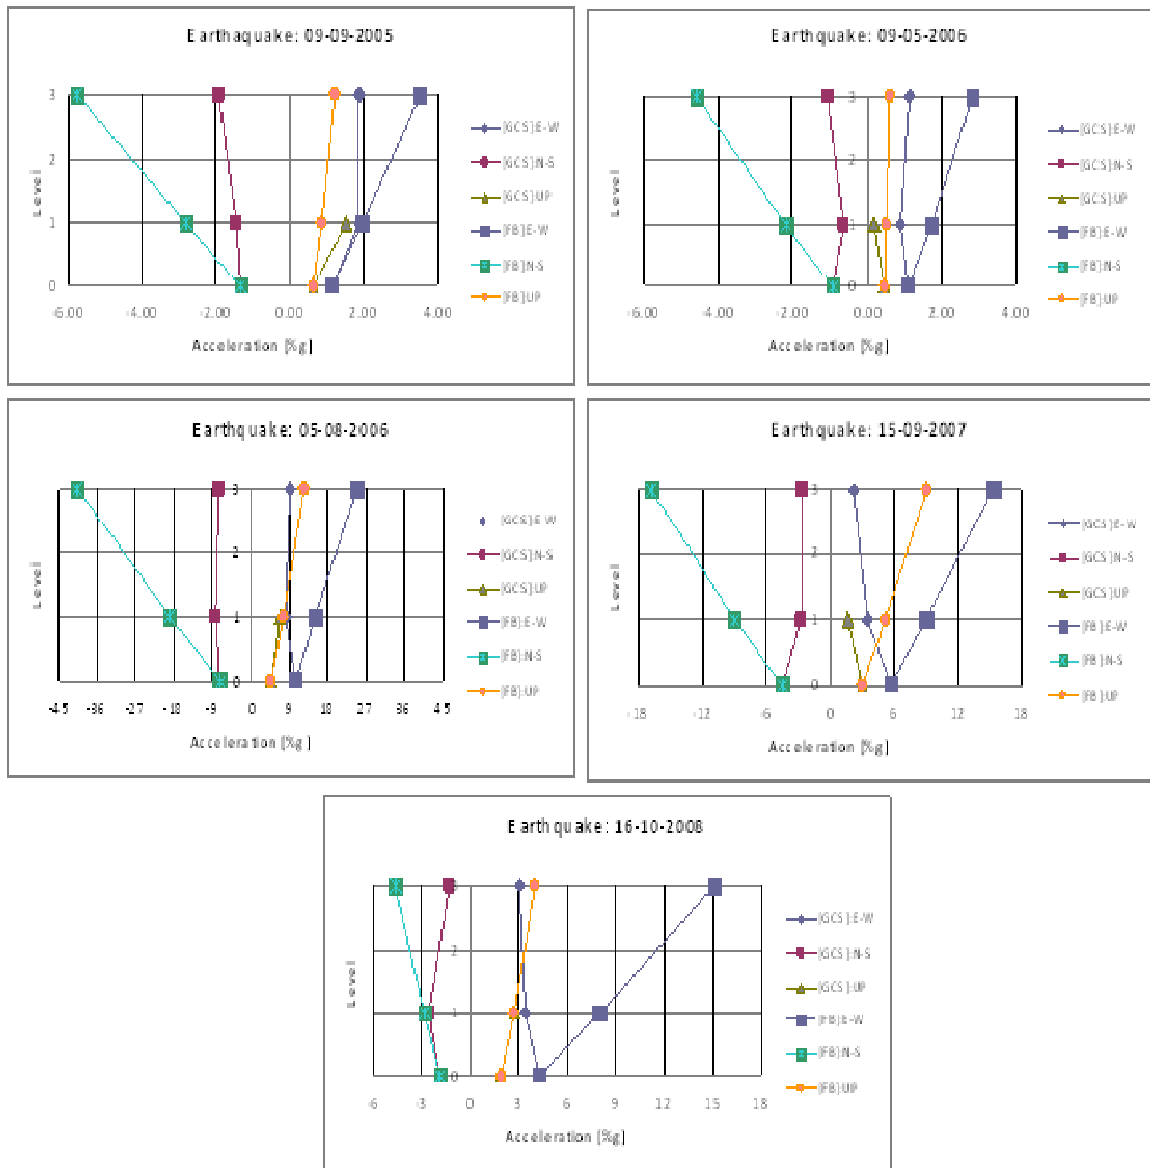 Earthaquake: 09-09-2005
3
2
1
0
Level
-6.00 -4.00 -2.00 0.00 2.00 4.00
Acceleration [%g]
[GCS]:E-W
[GCS]:N-S
[GCS]:UP
[FB]:E-W
[FB]:N-S
[FB]:UP
Earthquake: 09-05-2006
3
2
1
0
Level
-6.00 -4.00 -2.00 0.00 2.00 4.00
Acceleration [%g]
[GCS]:E-W
[GCS]:N-S
[GCS]:UP
[FB]:E-W
[FB]:N-S
[FB]:UP
Earthquake: 05-08-2006
3
2
1
0
Level
-45 -36 -27 -18 -9 0 9 18 27 36 45
Acceleration [%g]
[GCS]:E-W
[GCS]:N-S
[GCS]:UP
[FB]:E-W
[FB]:N-S
[FB]:UP
Earthquake: 15-09-2007
3
2
1
0
Level
-18 -12 -6 0 6 12 18
Acceleration [%g]
[GCS]:E-W
[GCS]:N-S
[GCS]:UP
[FB]:E-W
[FB]:N-S
[FB]:UP
Earthquake: 16-10-2008
3
2
1
0
Level
-6 -3 0 3 6 9 12 15 18
Acceleration [%g]
[GCS]:E-W
[GCS]:N-S
[GCS]:UP
[FB]:E-W
[FB]:N-S
[FB]:UP